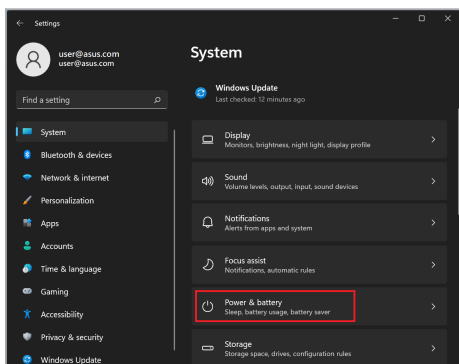 Settings
user@asus.com
user@asus.com
Find a setting
System
Bluetooth & devices
Network & internet
Personalization
Apps
Accounts
Time & language
Gaming
Accessibility
Privacy & security
Windows Update
System
Windows Update
Last checked: 12 minutes ago
Display
Monitors, brightness, night light, display profile
Sound
Volume levels, output, input, sound devices
Notifications
Alerts from apps and system
Focus assist
Notifications, automatic rules
Power & battery
Sleep, battery usage, battery saver
Storage
Storage space, drives, configuration rules